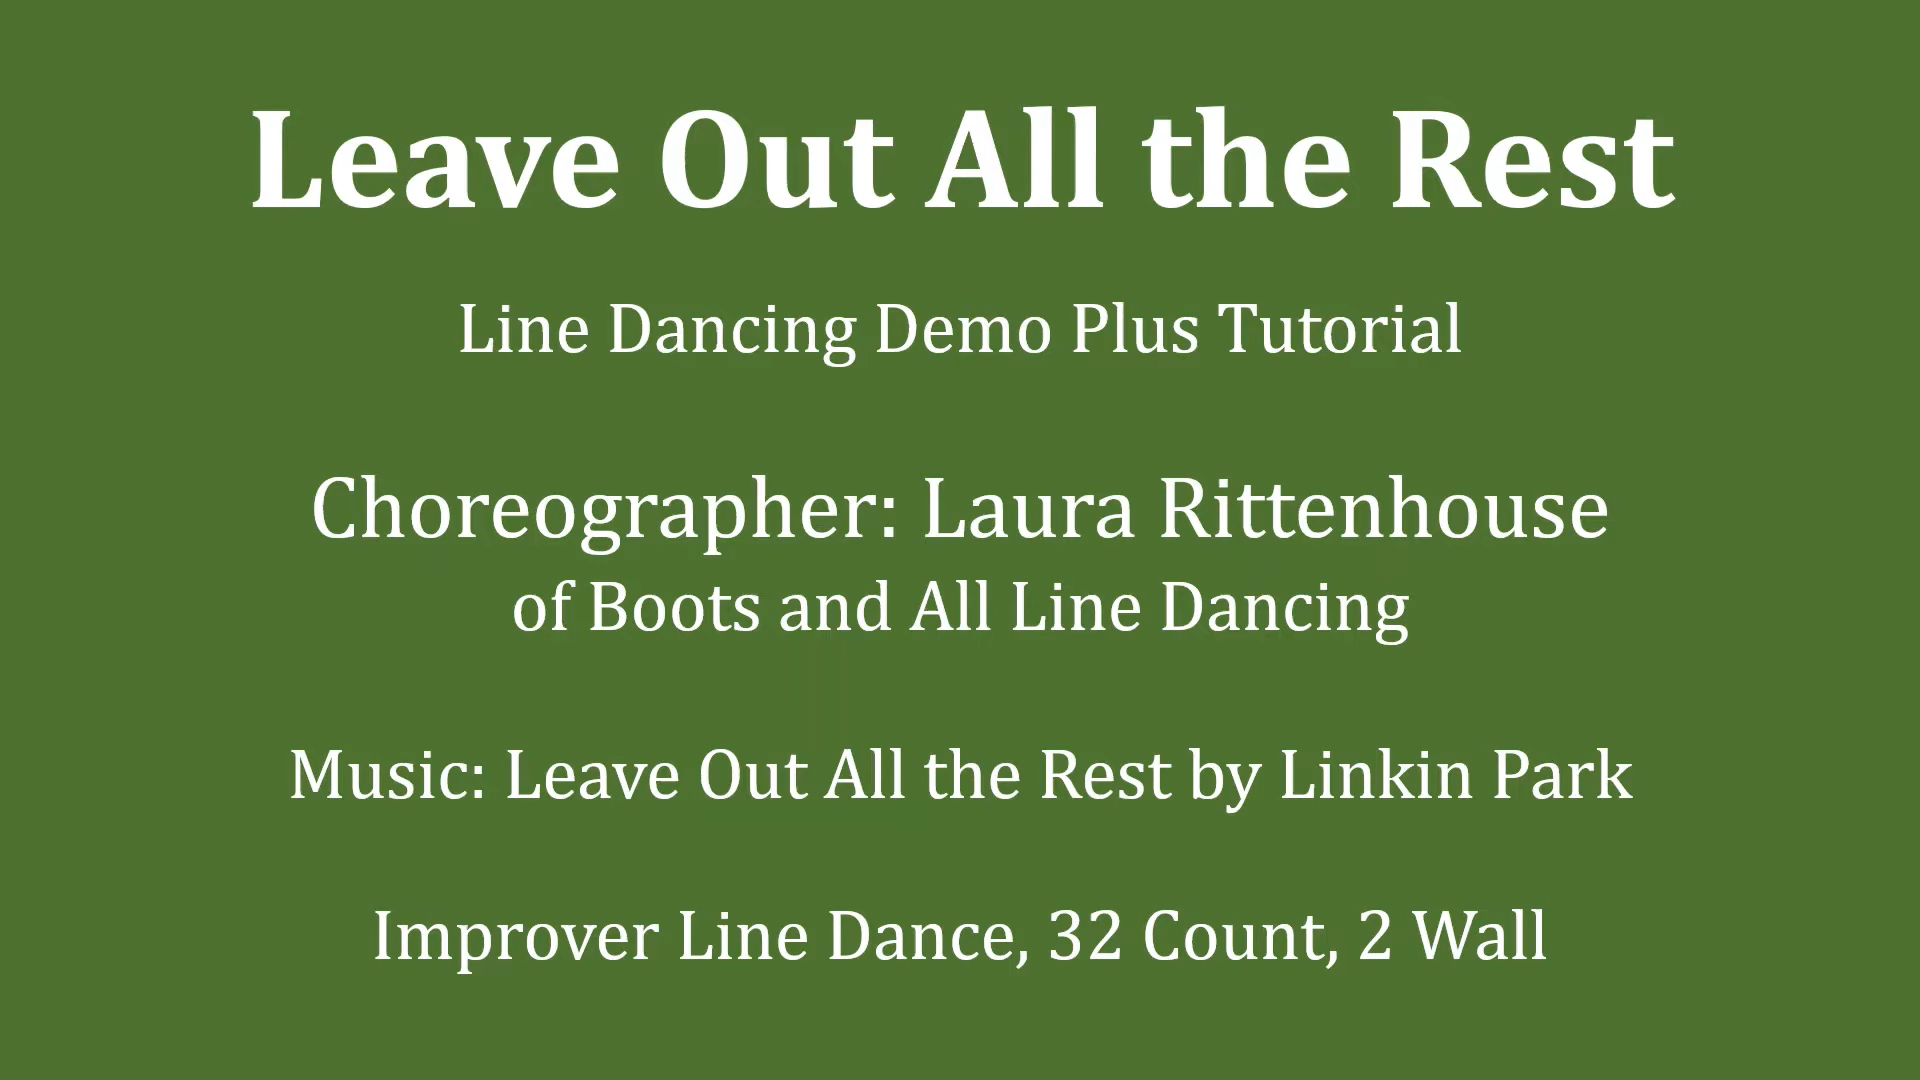 Leave Out All the Rest
Line Dancing Demo Plus Tutorial
Choreographer: Laura Rittenhouse
of Boots and All Line Dancing
Music: Leave Out All the Rest by Linkin Park
Improver Line Dance, 32 Count, 2 Wall